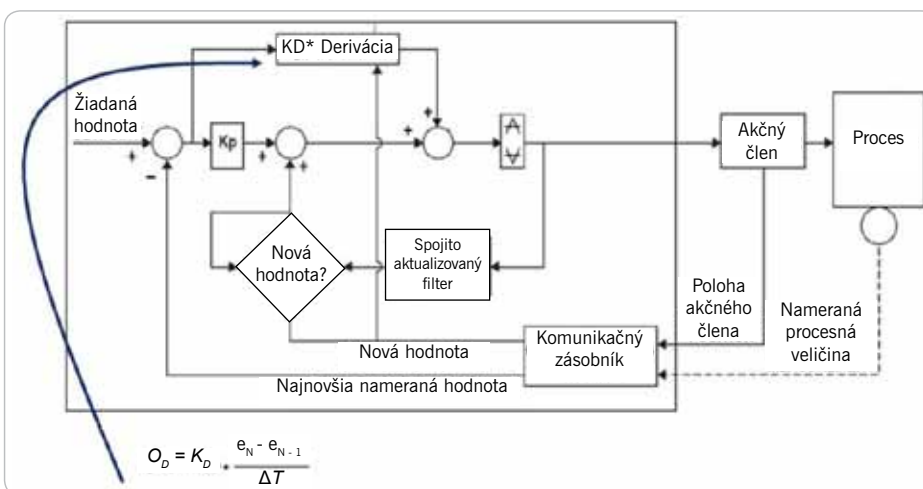 KD* Derivácia
Žiadaná
hodnota
+
−
Kp
+
+
+
+
Akčný
člen
Proces
Nová
hodnota?
Spojito
aktualizovaný
filter
Poloha
akčného
člena
Nameraná
procesná
veličina
Nová hodnota
Komunikačný
zásobník
Najnovšia nameraná hodnota
O_D = K_D · (e_N - e_{N-1}) / ΔT